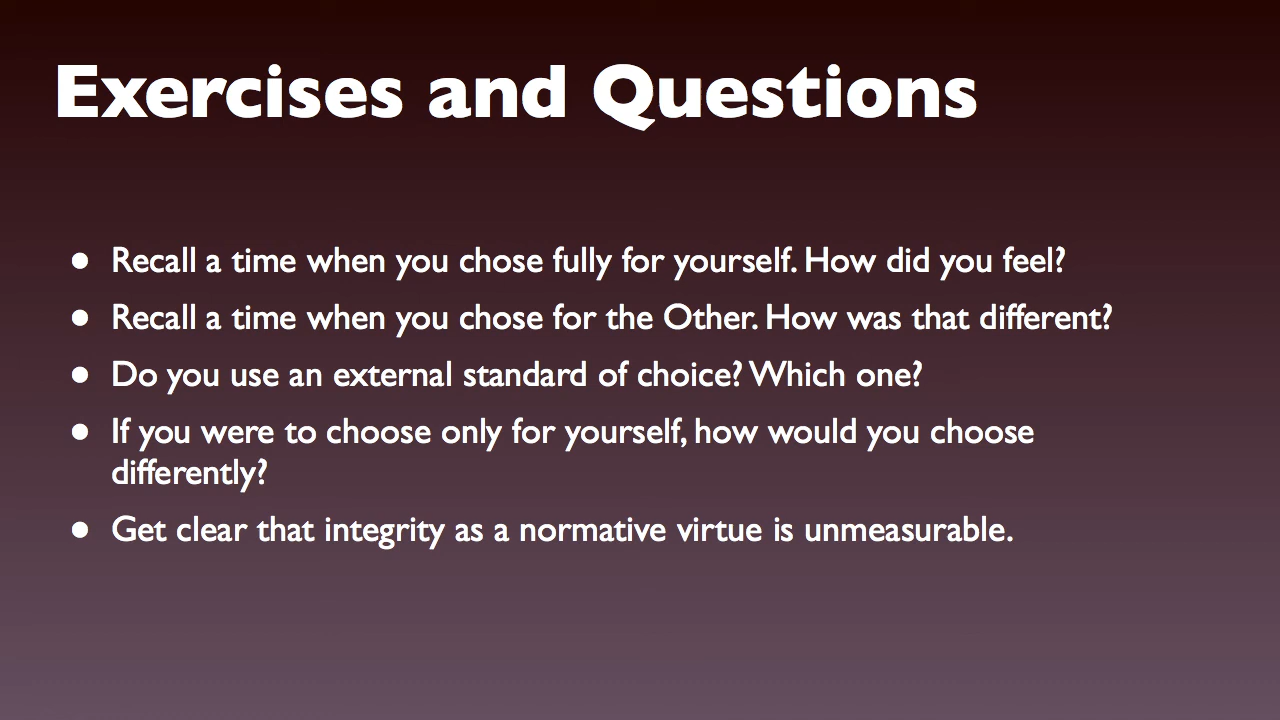 Exercises and Questions
● Recall a time when you chose fully for yourself. How did you feel?
● Recall a time when you chose for the Other. How was that different?
● Do you use an external standard of choice? Which one?
● If you were to choose only for yourself, how would you choose
differently?
● Get clear that integrity as a normative virtue is unmeasurable.